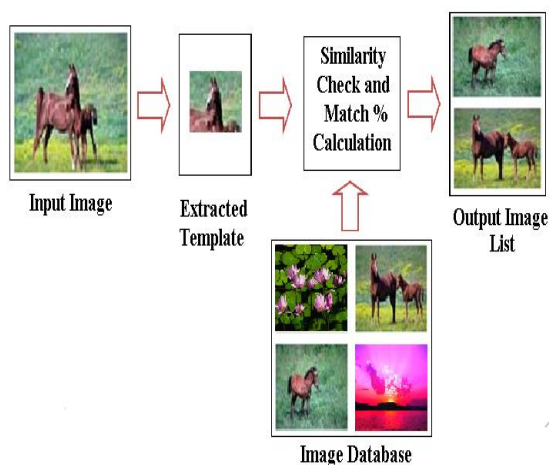 Similarity
Check and
Match %
Calculation
Input Image
Extracted
Template
Output Image
List
Image Database